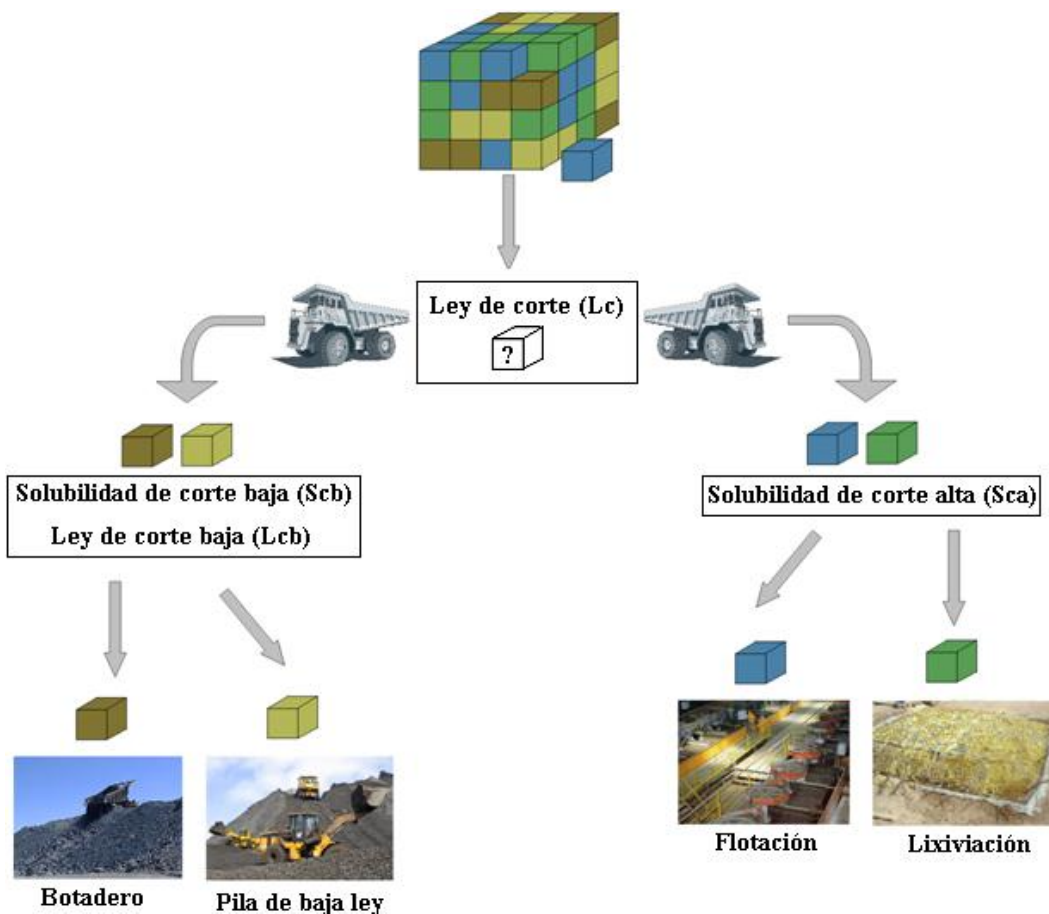 Ley de corte (Lc)
?
Solubilidad de corte baja (Scb)
Ley de corte baja (Lcb)
Solubilidad de corte alta (Sca)
Botadero
Pila de baja ley
Flotación
Lixiviación